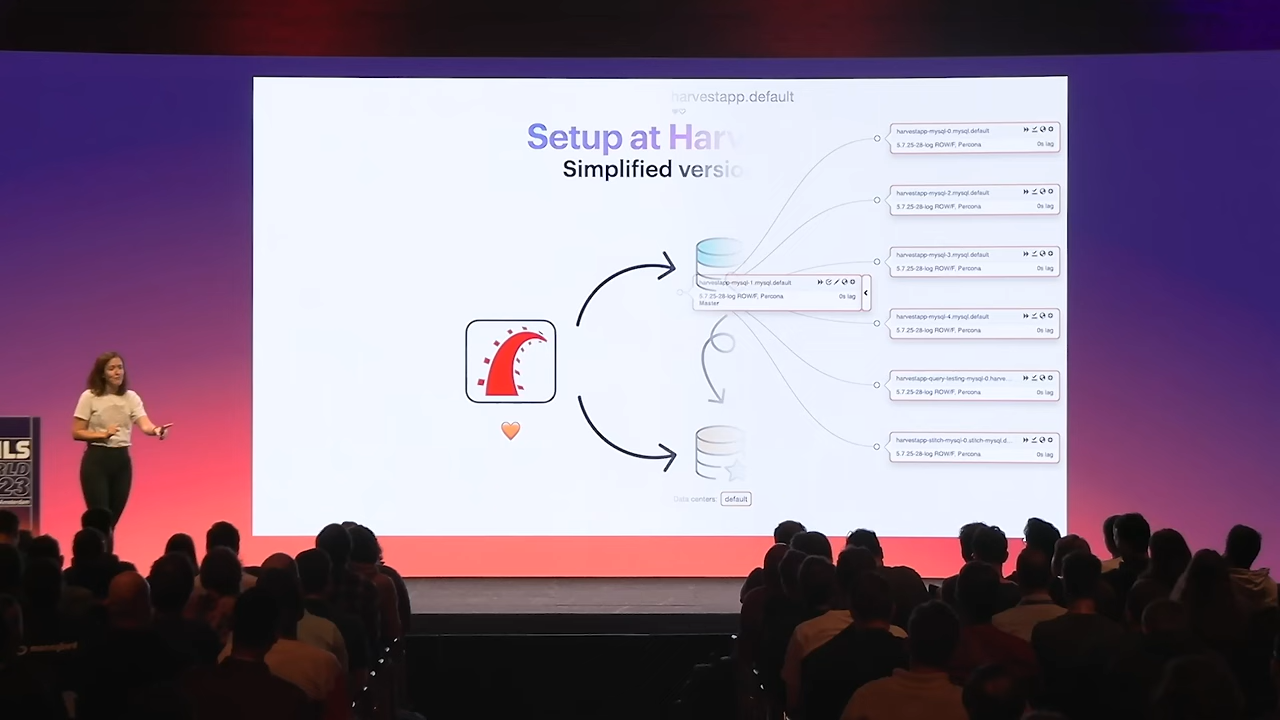 harvestapp.default
Setup at Harv
Simplified versio
harvestapp-mysql-0.mysql.default
5.7.25-28-log ROW/F, Percona 0s lag
harvestapp-mysql-2.mysql.default
5.7.25-28-log ROW/F, Percona 0s lag
harvestapp-mysql-3.mysql.default
5.7.25-28-log ROW/F, Percona 0s lag
harvestapp-mysql-1.mysql.default
5.7.25-28-log ROW/F, Percona 0s lag
Master
harvestapp-mysql-4.mysql.default
5.7.25-28-log ROW/F, Percona 0s lag
harvestapp-query-testing-mysql-0.harve...
5.7.25-28-log ROW/F, Percona 0s lag
harvestapp-stitch-mysql-0.stitch-mysql.d...
5.7.25-28-log ROW/F, Percona 0s lag
Data centers: default
ILS
RLD
23